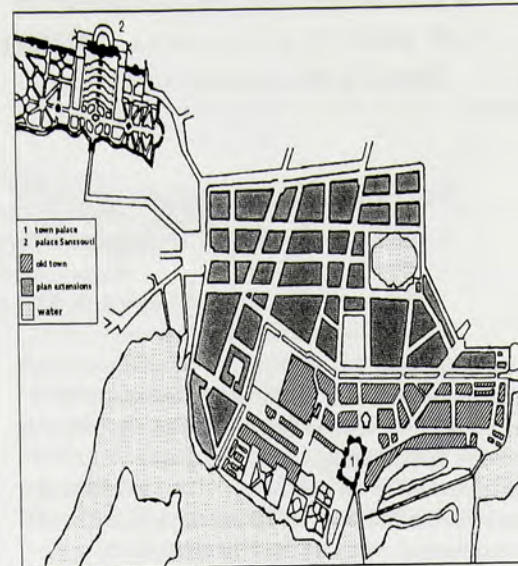 2
1 town palace
2 palace Sanssouci
old town
plan extensions
water
1